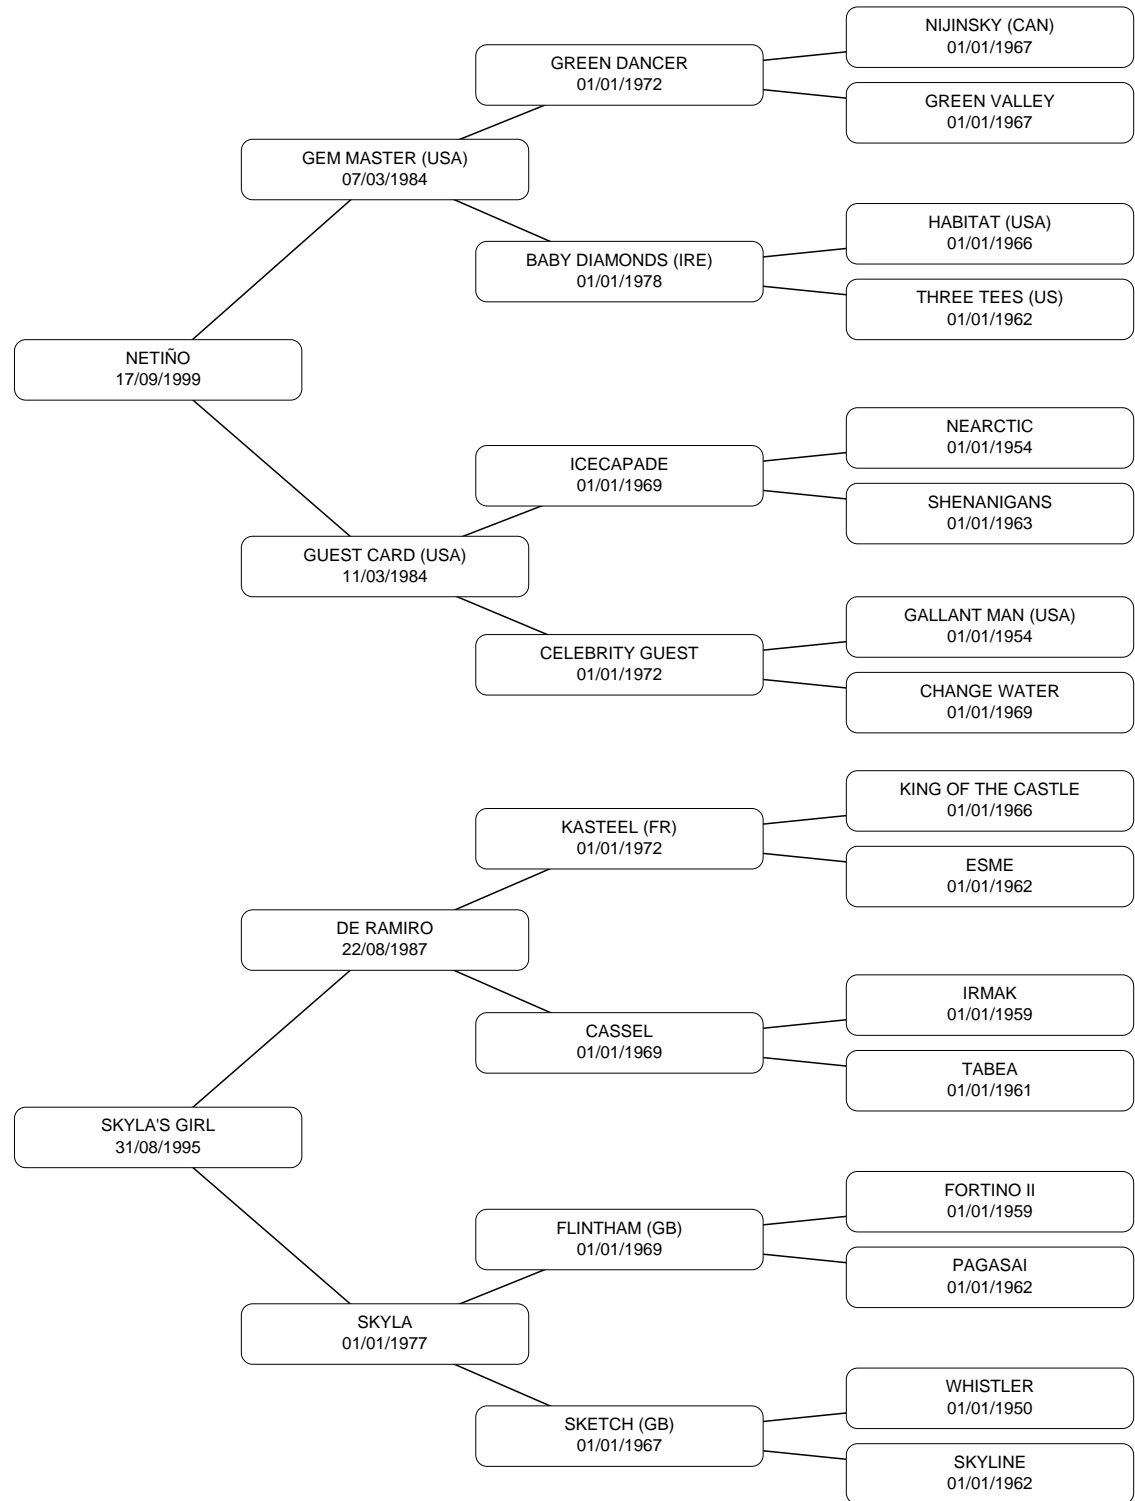 NIJINSKY (CAN)
01/01/1967
GREEN DANCER
01/01/1972
GREEN VALLEY
01/01/1967
GEM MASTER (USA)
07/03/1984
HABITAT (USA)
01/01/1966
BABY DIAMONDS (IRE)
01/01/1978
THREE TEES (US)
01/01/1962
NETIÑO
17/09/1999
NEARCTIC
01/01/1954
ICECAPADE
01/01/1969
SHENANIGANS
01/01/1963
GUEST CARD (USA)
11/03/1984
GALLANT MAN (USA)
01/01/1954
CELEBRITY GUEST
01/01/1972
CHANGE WATER
01/01/1969
KING OF THE CASTLE
01/01/1966
KASTEEL (FR)
01/01/1972
ESME
01/01/1962
DE RAMIRO
22/08/1987
IRMAK
01/01/1959
CASSEL
01/01/1969
TABEA
01/01/1961
SKYLA'S GIRL
31/08/1995
FORTINO II
01/01/1959
FLINTHAM (GB)
01/01/1969
PAGASAI
01/01/1962
SKYLA
01/01/1977
WHISTLER
01/01/1950
SKETCH (GB)
01/01/1967
SKYLINE
01/01/1962